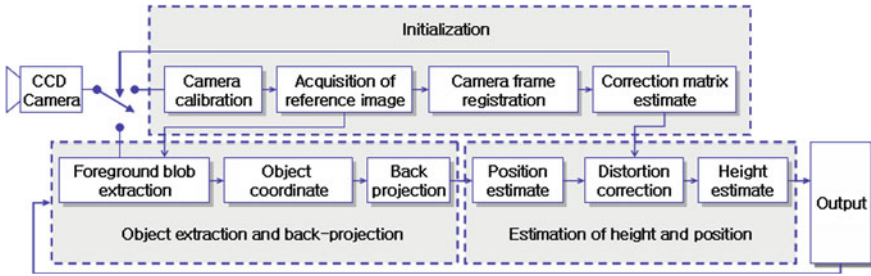 Initialization
CCD
Camera
Camera
calibration
Acquisition of
reference image
Camera frame
registration
Correction matrix
estimate
Foreground blob
extraction
Object
coordinate
Back
projection
Position
estimate
Distortion
correction
Height
estimate
Output
Object extraction and back-projection
Estimation of height and position